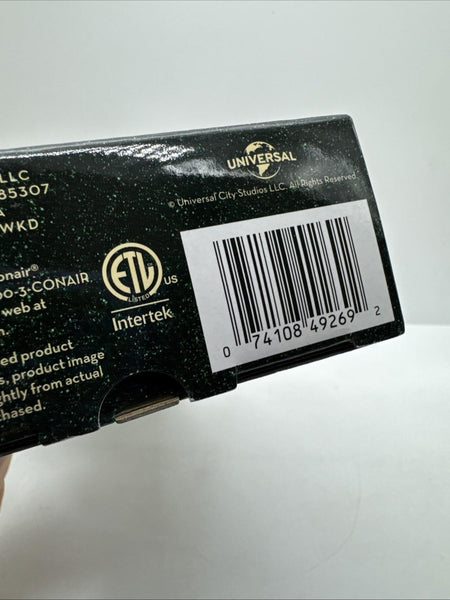 UNIVERSAL
© Universal City Studios LLC. All Rights Reserved.
LLC
85307
WKD
onair®
00-3-CONAIR
web at
ETL
LISTED
US
Intertek
ed product
s, product image
ghtly from actual
chased.
0 74108 49269 2